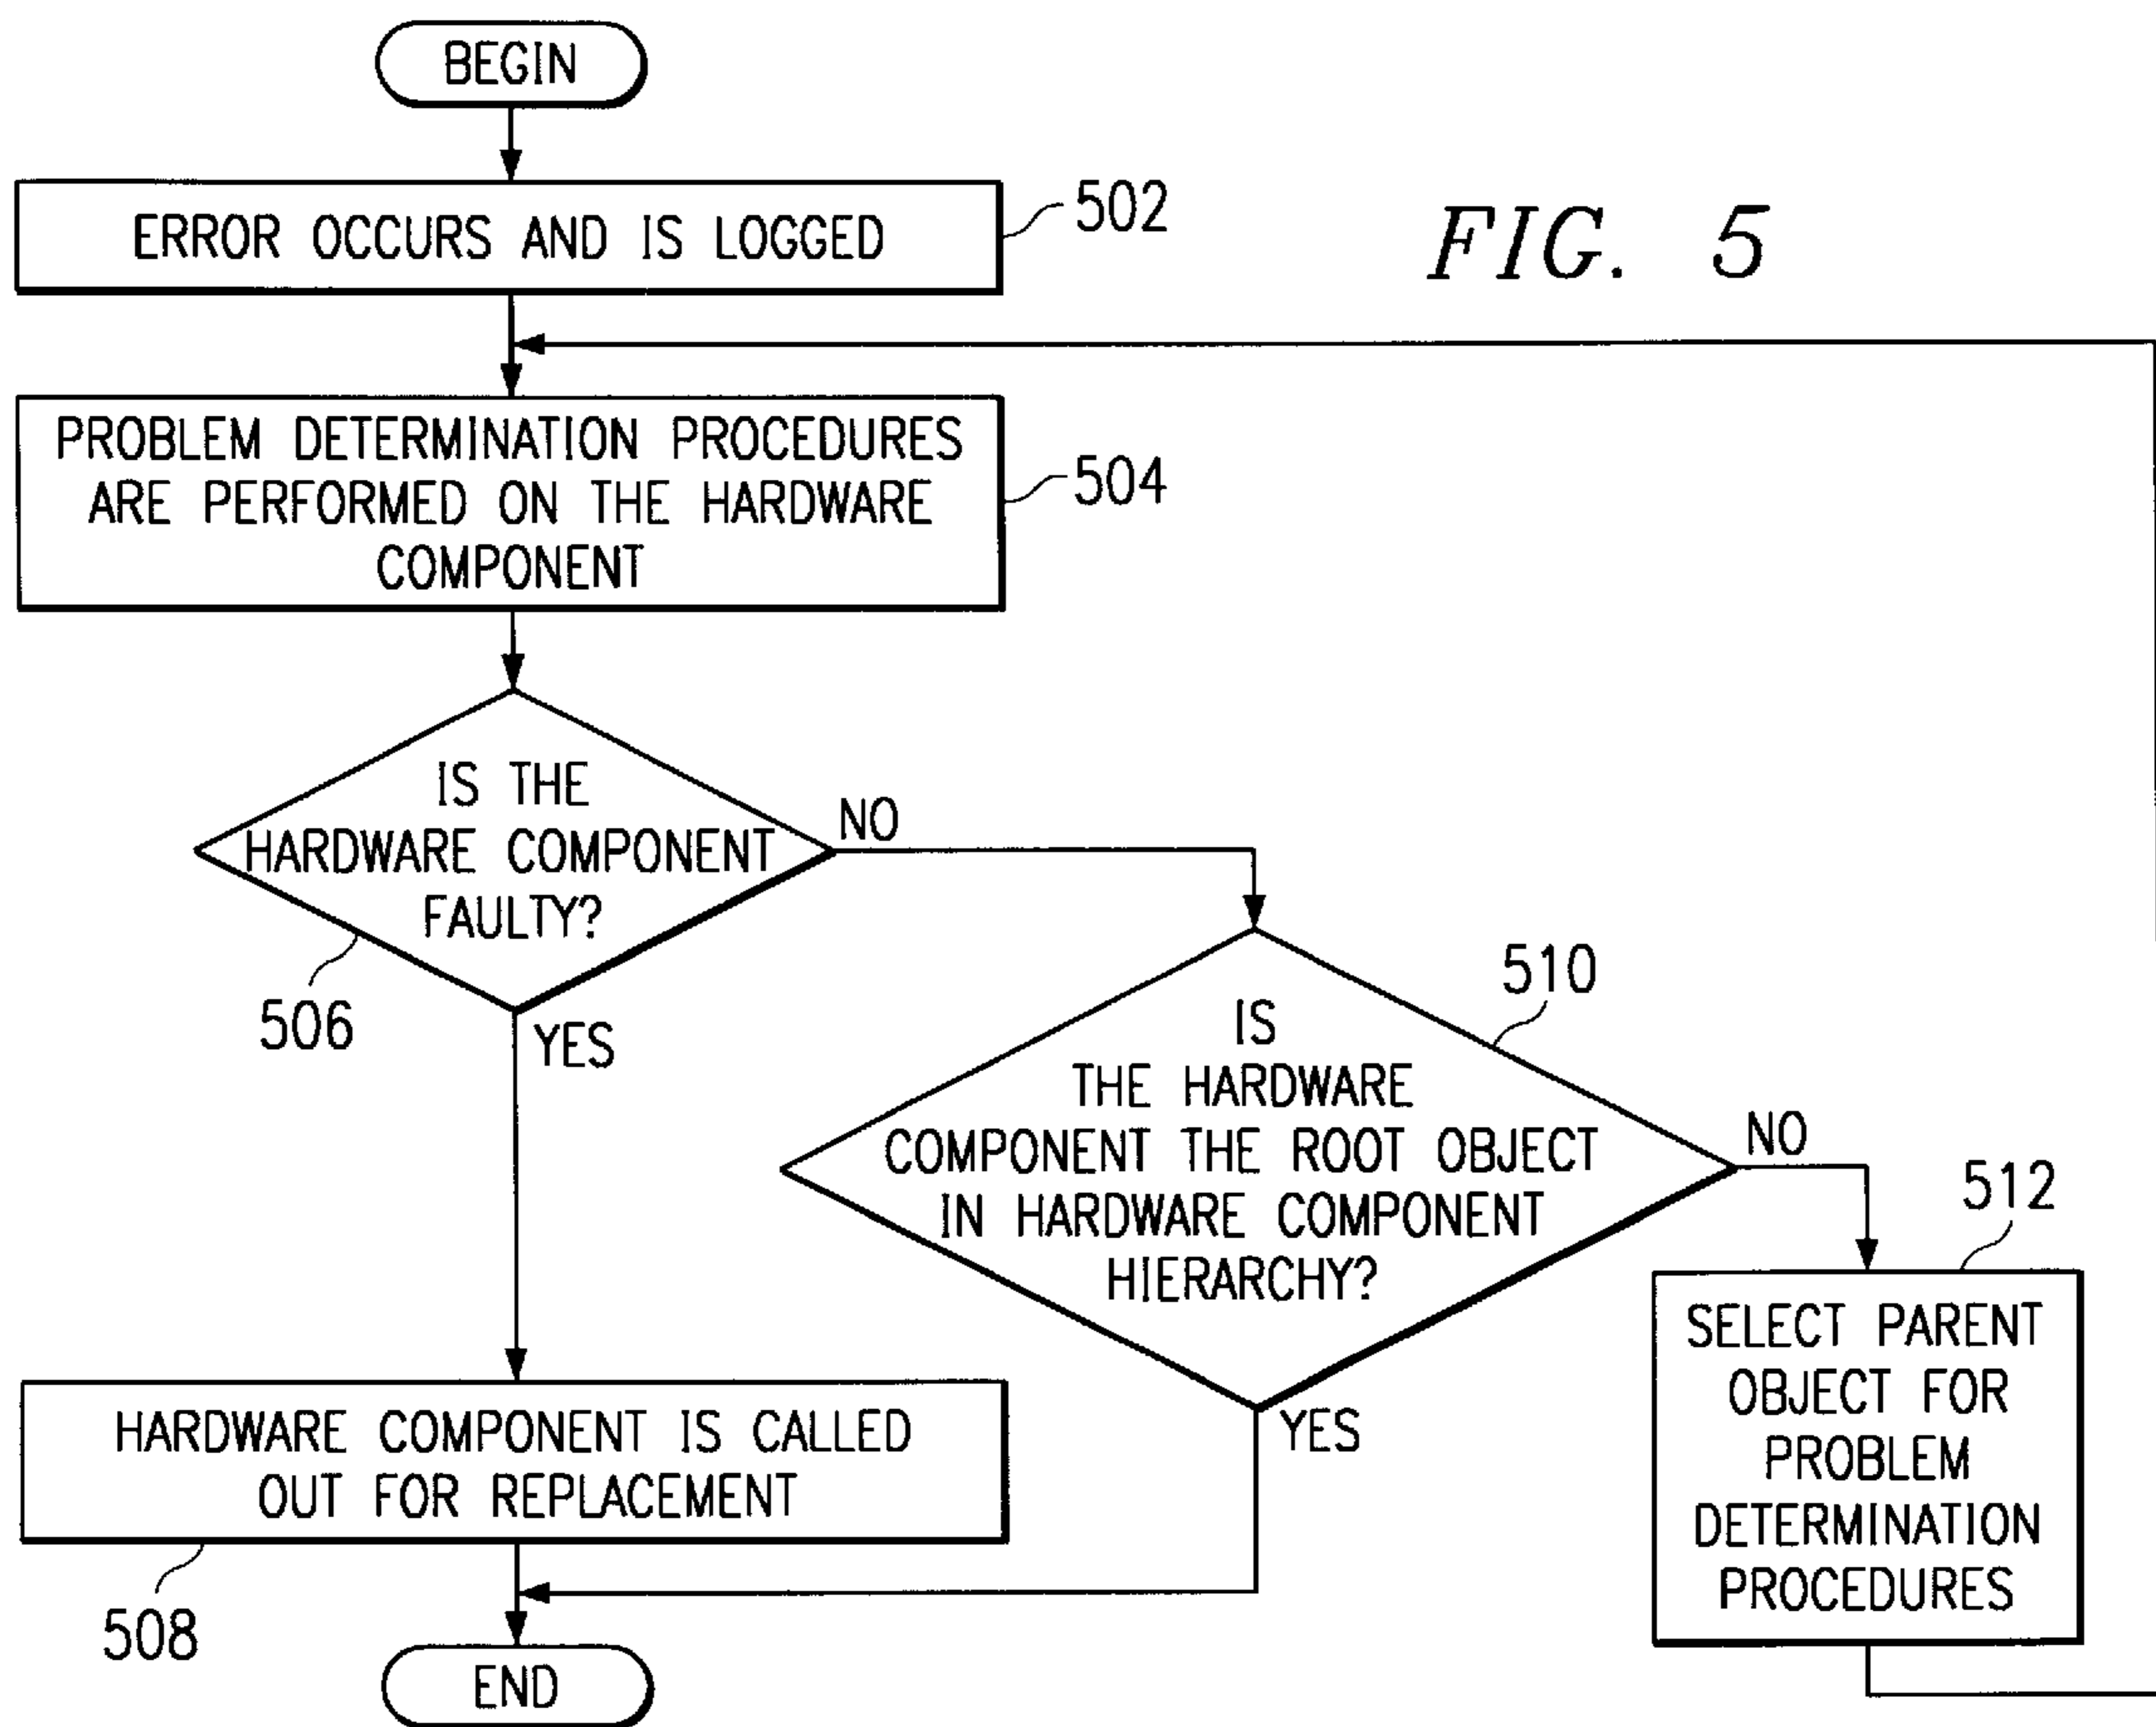 BEGIN
ERROR OCCURS AND IS LOGGED
502
FIG. 5
PROBLEM DETERMINATION PROCEDURES
ARE PERFORMED ON THE HARDWARE
COMPONENT
504
IS THE
HARDWARE COMPONENT
FAULTY?
NO
506
YES
510
IS
THE HARDWARE
COMPONENT THE ROOT OBJECT
IN HARDWARE COMPONENT
HIERARCHY?
NO
YES
512
SELECT PARENT
OBJECT FOR
PROBLEM
DETERMINATION
PROCEDURES
HARDWARE COMPONENT IS CALLED
OUT FOR REPLACEMENT
508
END